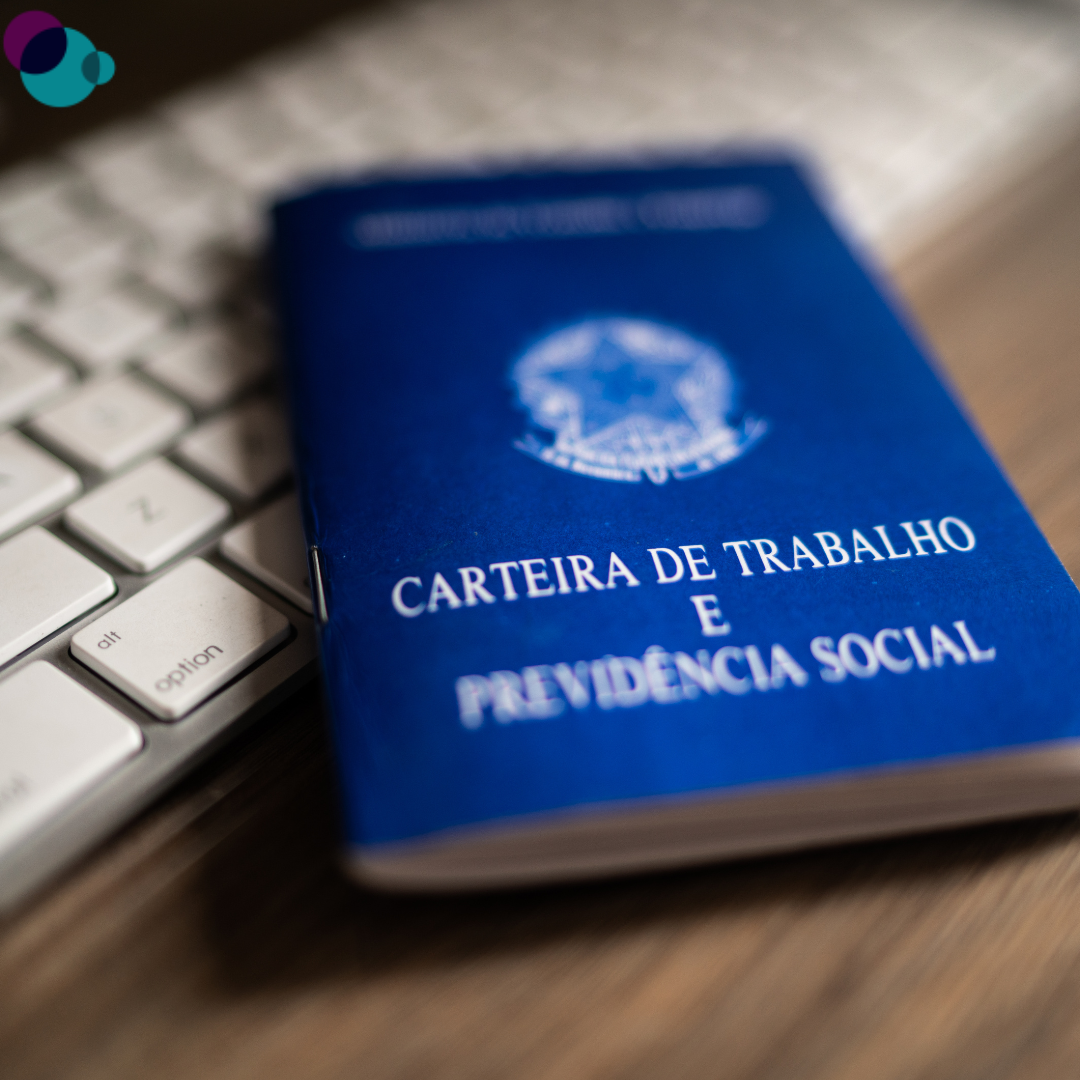 CARTEIRA DE TRABALHO
E
PREVIDÊNCIA SOCIAL
Z
alt
option